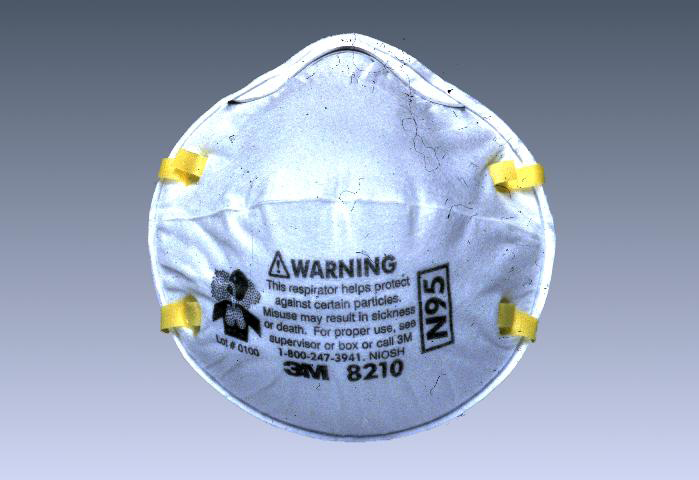 ⚠WARNING
This respirator helps protect
against certain particles.
Misuse may result in sickness
or death. For proper use, see
supervisor or box or call 3M
1-800-247-3941. NIOSH
3M 8210
N95
Lot # 0100